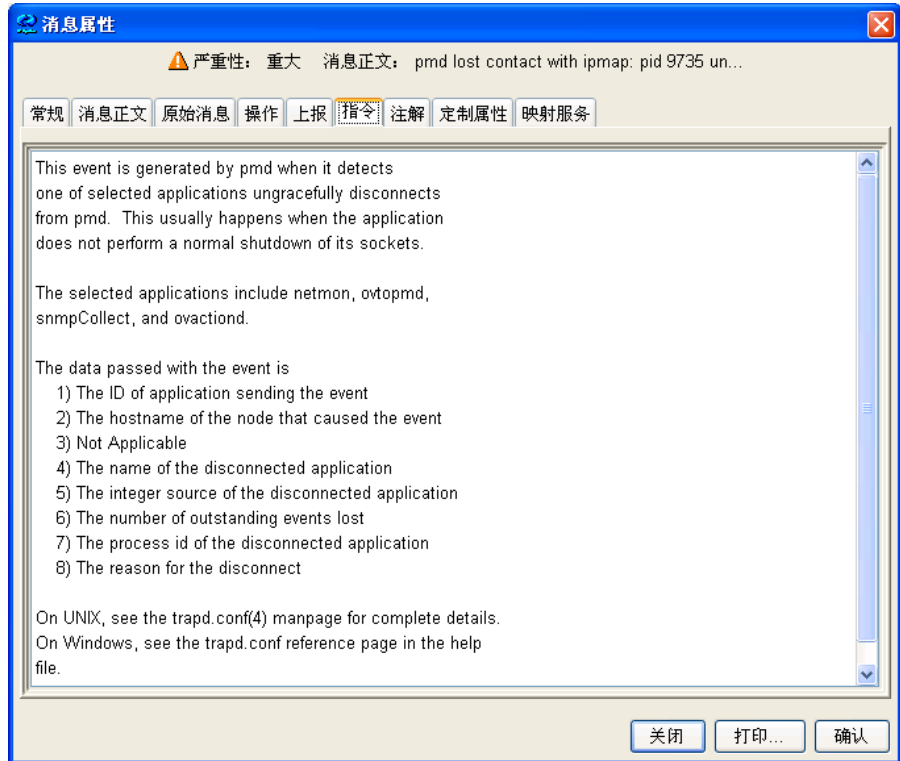 消息属性
严重性： 重大 消息正文： pmd lost contact with ipmap: pid 9735 un...
常规 消息正文 原始消息 操作 上报 指令 注解 定制属性 映射服务
This event is generated by pmd when it detects
one of selected applications ungracefully disconnects
from pmd. This usually happens when the application
does not perform a normal shutdown of its sockets.
The selected applications include netmon, ovtopmd,
snmpCollect, and ovactiond.
The data passed with the event is
1) The ID of application sending the event
2) The hostname of the node that caused the event
3) Not Applicable
4) The name of the disconnected application
5) The integer source of the disconnected application
6) The number of outstanding events lost
7) The process id of the disconnected application
8) The reason for the disconnect
On UNIX, see the trapd.conf(4) manpage for complete details.
On Windows, see the trapd.conf reference page in the help
file.
关闭 打印... 确认